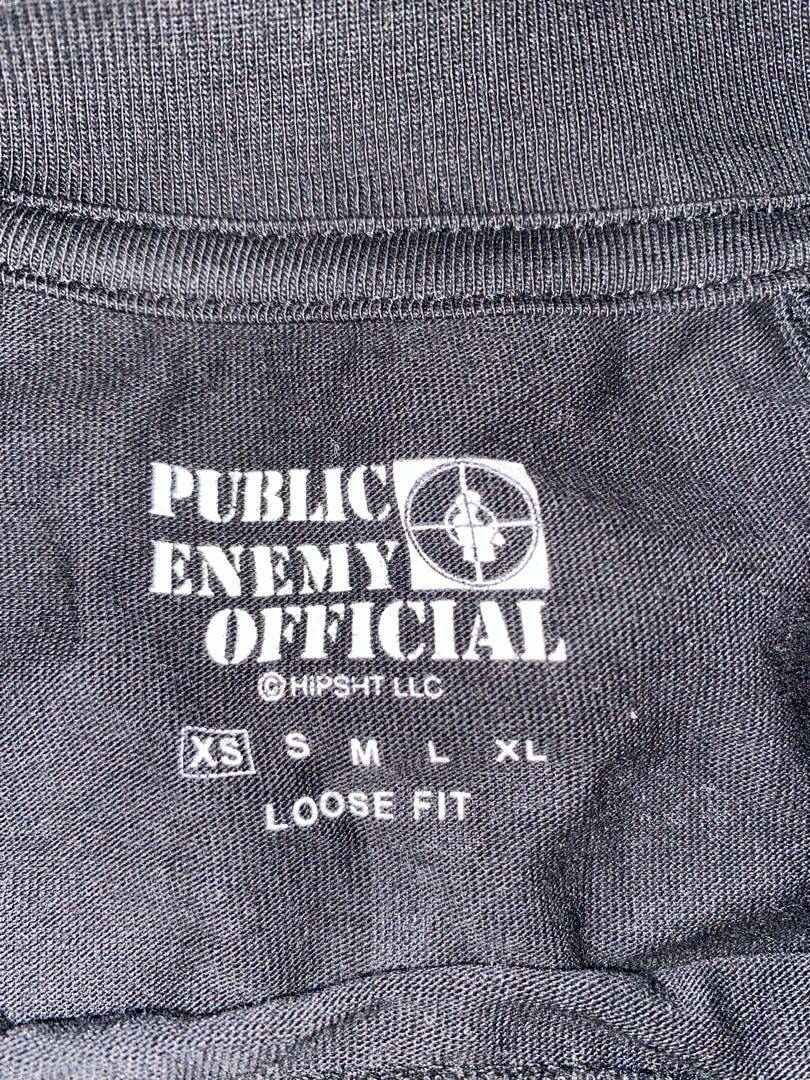 PUBLIC
ENEMY
OFFICIAL
© HIPSHT LLC
XS S M L XL
LOOSE FIT